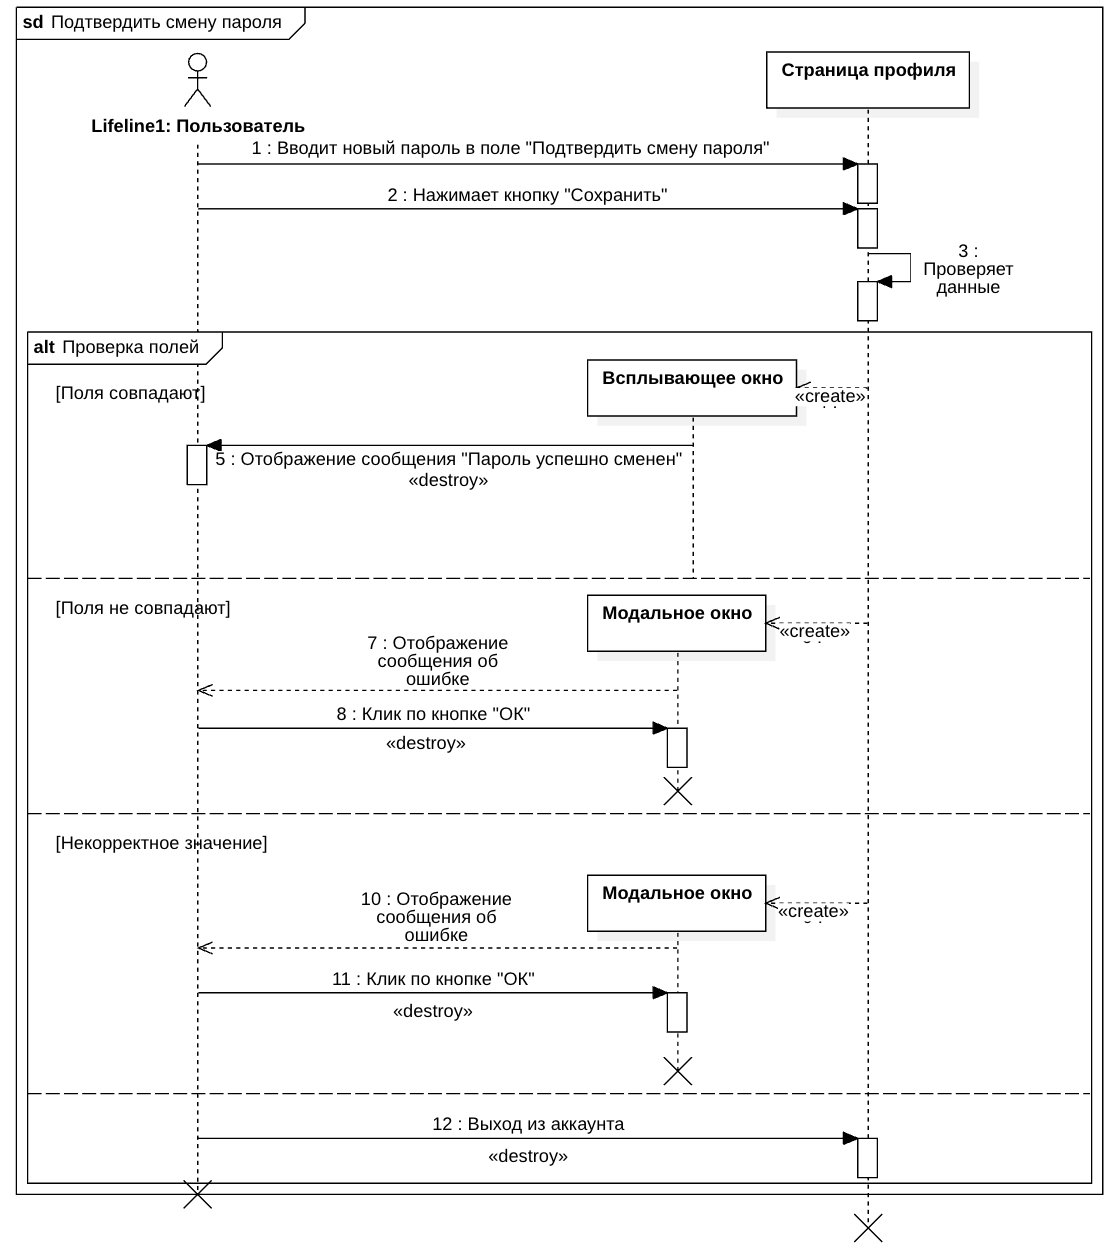 sd Подтвердить смену пароля
Страница профиля
Lifeline1: Пользователь
1 : Вводит новый пароль в поле "Подтвердить смену пароля"
2 : Нажимает кнопку "Сохранить"
3 :
Проверяет
данные
alt Проверка полей
Всплывающее окно
[Поля совпадают]
«create»
5 : Отображение сообщения "Пароль успешно сменен"
«destroy»
[Поля не совпадают]
Модальное окно
«create»
7 : Отображение
сообщения об
ошибке
8 : Клик по кнопке "ОК"
«destroy»
[Некорректное значение]
Модальное окно
«create»
10 : Отображение
сообщения об
ошибке
11 : Клик по кнопке "ОК"
«destroy»
12 : Выход из аккаунта
«destroy»